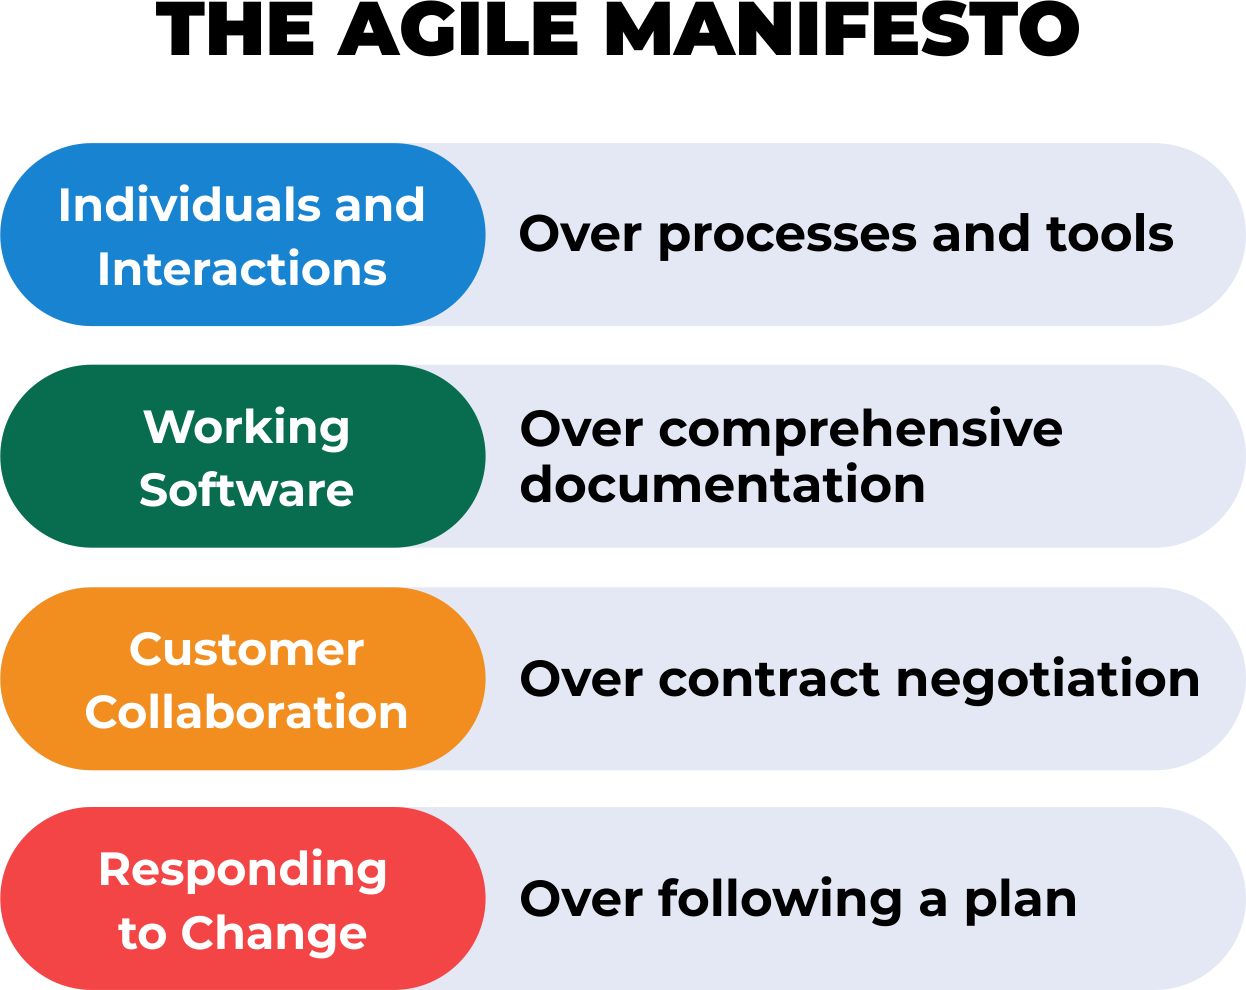 THE AGILE MANIFESTO
Individuals and
Interactions
Over processes and tools
Working
Software
Over comprehensive
documentation
Customer
Collaboration
Over contract negotiation
Responding
to Change
Over following a plan